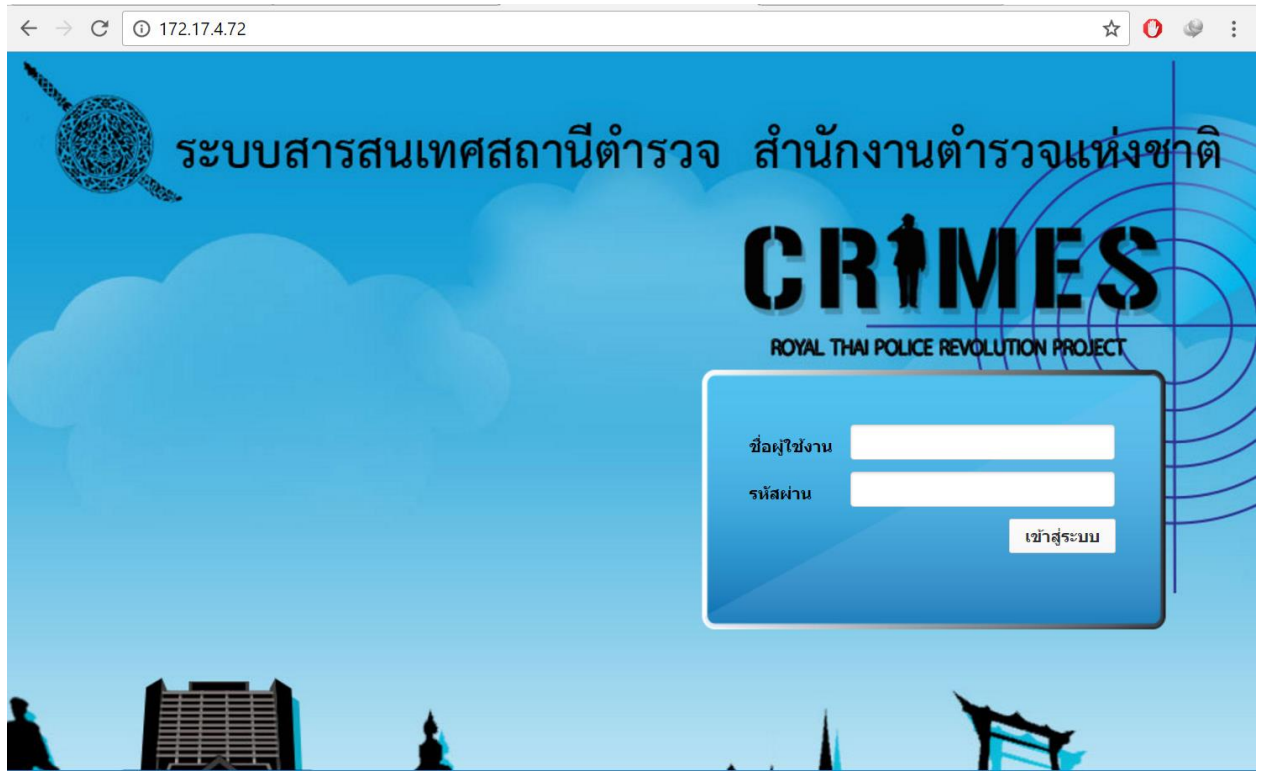 172.17.4.72
ระบบสารสนเทศสถานีตำรวจ สำนักงานตำรวจแห่งชาติ
CRIMES
ROYAL THAI POLICE REVOLUTION PROJECT
ชื่อผู้ใช้งาน
รหัสผ่าน
เข้าสู่ระบบ